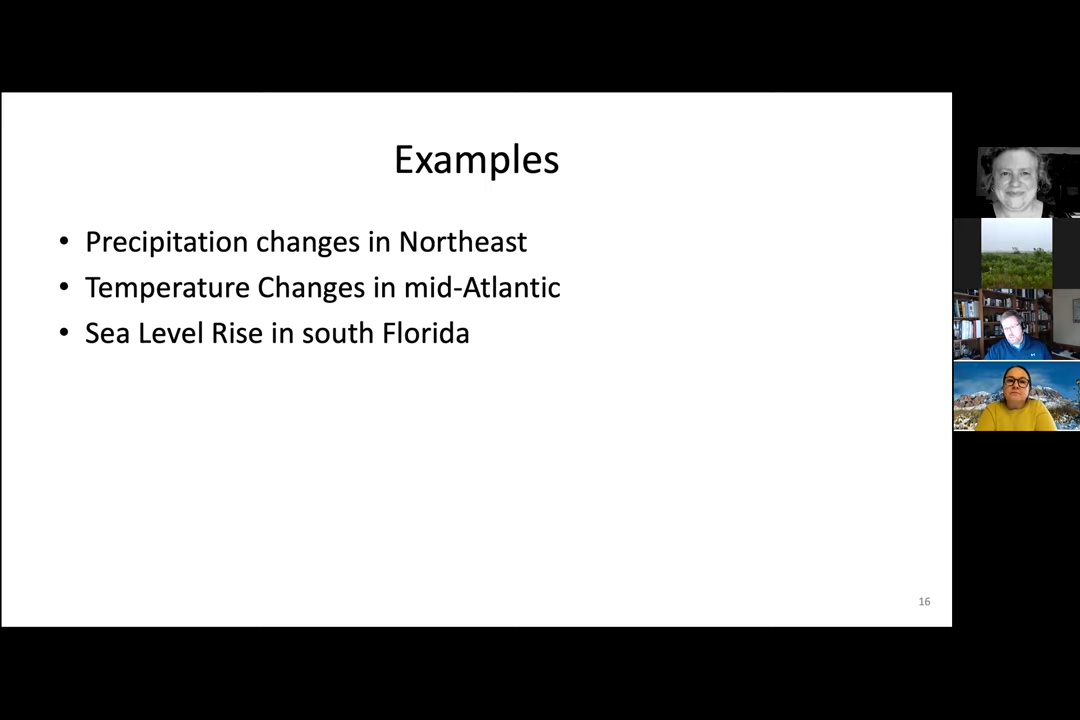 Examples
• Precipitation changes in Northeast
• Temperature Changes in mid-Atlantic
• Sea Level Rise in south Florida
16